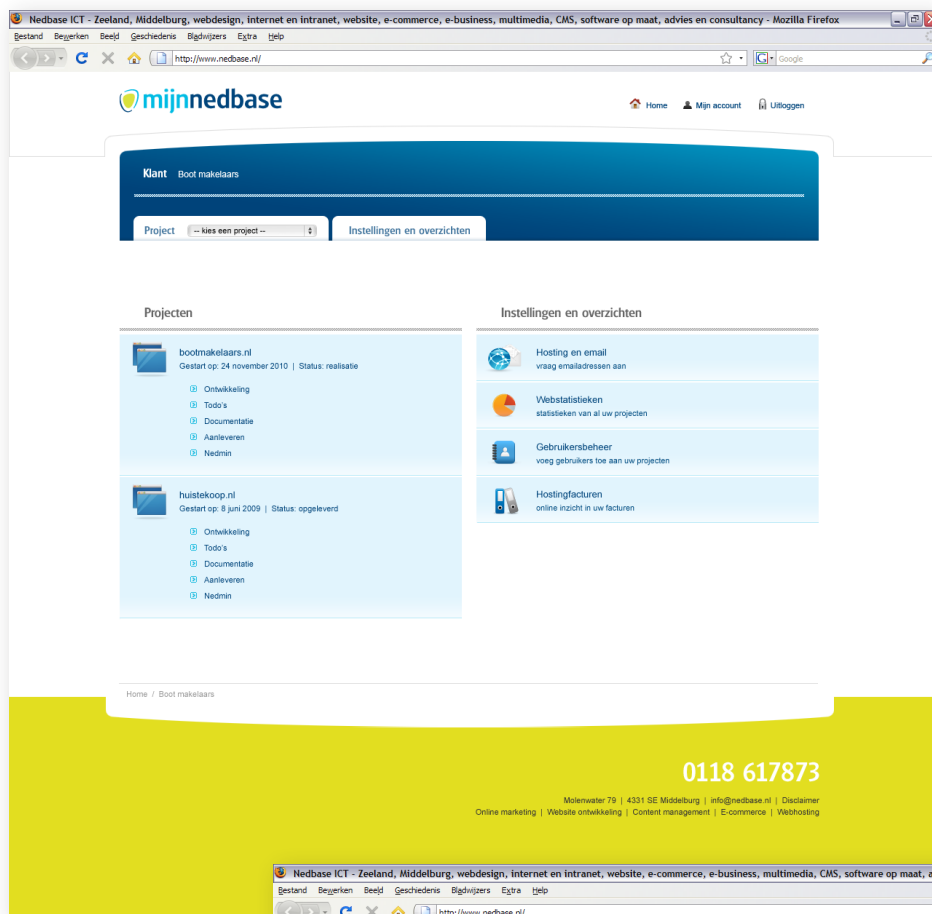 Nedbase ICT - Zeeland, Middelburg, webdesign, internet en intranet, website, e-commerce, e-business, multimedia, CMS, software op maat, advies en consultancy - Mozilla Firefox
Bestand Bewerken Beeld Geschiedenis Bladwijzers Extra Help
http://www.nedbase.nl/
Google
mijnnedbase
Home Mijn account Uitloggen
Klant Boot makelaars
Project -- kies een project -- Instellingen en overzichten
Projecten
bootmakelaars.nl
Gestart op: 24 november 2010 | Status: realisatie
Ontwikkeling
Todo's
Documentatie
Aanleveren
Nedmin
huistekoop.nl
Gestart op: 8 juni 2009 | Status: opgeleverd
Ontwikkeling
Todo's
Documentatie
Aanleveren
Nedmin
Instellingen en overzichten
Hosting en email
vraag emailadressen aan
Webstatistieken
statistieken van al uw projecten
Gebruikersbeheer
voeg gebruikers toe aan uw projecten
Hostingfacturen
online inzicht in uw facturen
Home / Boot makelaars
0118 617873
Molenwater 79 | 4331 SE Middelburg | info@nedbase.nl | Disclaimer
Online marketing | Website ontwikkeling | Content management | E-commerce | Webhosting
Nedbase ICT - Zeeland, Middelburg, webdesign, internet en intranet, website, e-commerce, e-business, multimedia, CMS, software op maat, a
Bestand Bewerken Beeld Geschiedenis Bladwijzers Extra Help
http://www.nedbase.nl/